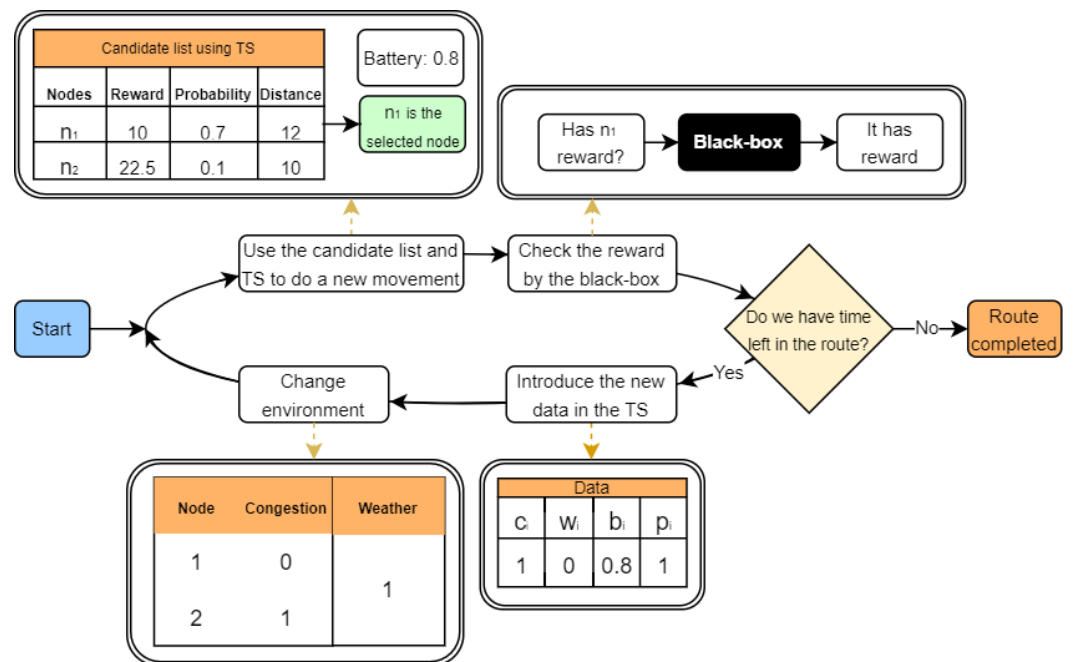 Candidate list using TS
Nodes Reward Probability Distance
n₁ 10 0.7 12
n₂ 22.5 0.1 10
Battery: 0.8
n₁ is the
selected node
Has n₁
reward?
Black-box
It has
reward
Use the candidate list and
TS to do a new movement
Check the reward
by the black-box
Start
Do we have time
left in the route?
No
Route
completed
Yes
Change
environment
Introduce the new
data in the TS
Node Congestion Weather
1 0
1
2 1
Data
cᵢ wᵢ bᵢ pᵢ
1 0 0.8 1